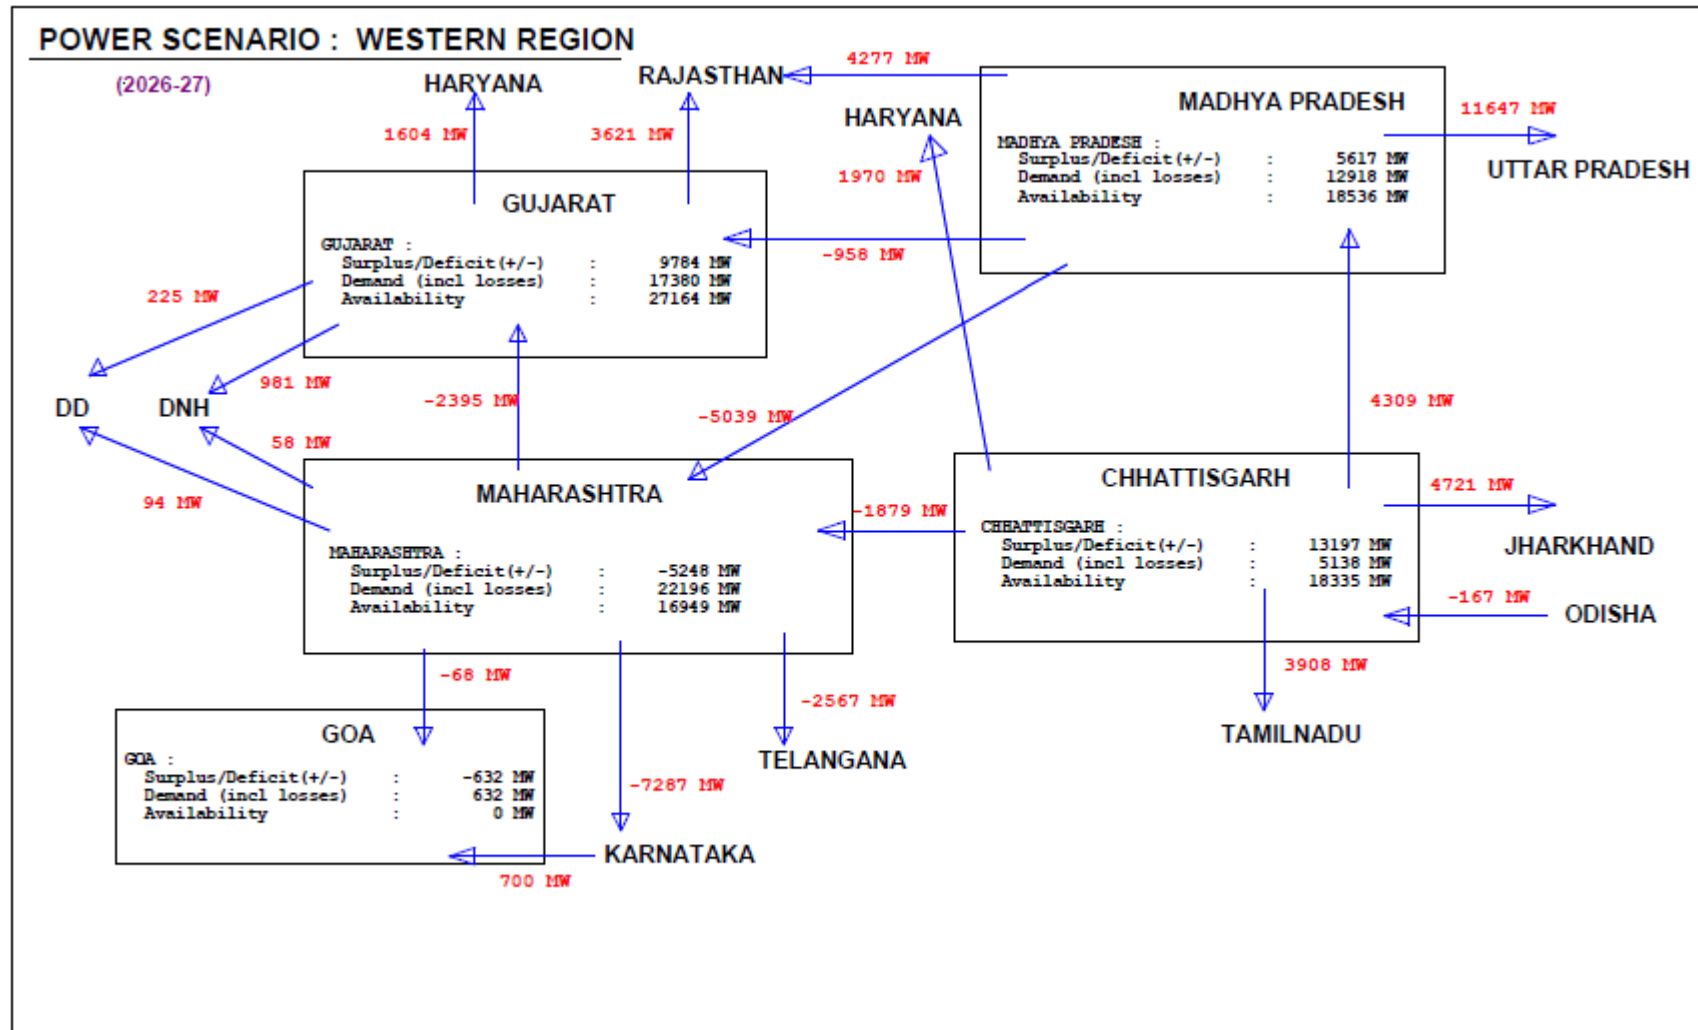 POWER SCENARIO : WESTERN REGION
(2026-27)
HARYANA
RAJASTHAN
4277 MW
1604 MW
3621 MW
HARYANA
1970 MW
MADHYA PRADESH
MADHYA PRADESH :
Surplus/Deficit(+/-) : 5617 MW
Demand (incl losses) : 12918 MW
Availability : 18536 MW
11647 MW
UTTAR PRADESH
GUJARAT
GUJARAT :
Surplus/Deficit(+/-) : 9784 MW
Demand (incl losses) : 17380 MW
Availability : 27164 MW
-958 MW
225 MW
981 MW
DD
DNH
-2395 MW
-5039 MW
4309 MW
58 MW
94 MW
MAHARASHTRA
MAHARASHTRA :
Surplus/Deficit(+/-) : -5248 MW
Demand (incl losses) : 22196 MW
Availability : 16949 MW
-1879 MW
CHHATTISGARH
CHHATTISGARH :
Surplus/Deficit(+/-) : 13197 MW
Demand (incl losses) : 5138 MW
Availability : 18335 MW
4721 MW
JHARKHAND
-167 MW
ODISHA
3908 MW
TAMILNADU
-68 MW
-2567 MW
TELANGANA
-7287 MW
KARNATAKA
GOA
GOA :
Surplus/Deficit(+/-) : -632 MW
Demand (incl losses) : 632 MW
Availability : 0 MW
700 MW